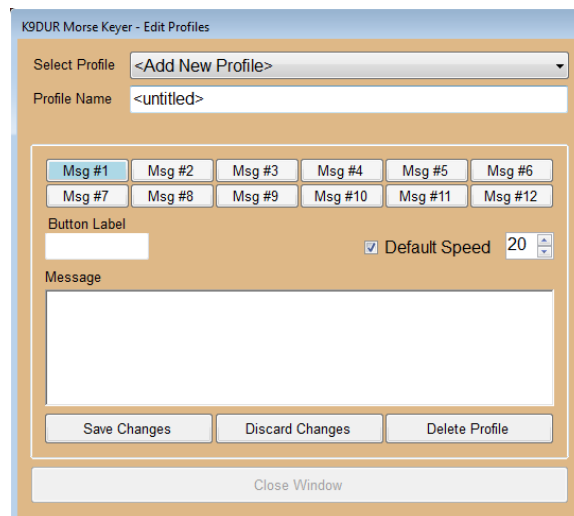 K9DUR Morse Keyer - Edit Profiles
Select Profile <Add New Profile>
Profile Name <untitled>
Msg #1 Msg #2 Msg #3 Msg #4 Msg #5 Msg #6
Msg #7 Msg #8 Msg #9 Msg #10 Msg #11 Msg #12
Button Label
Default Speed 20
Message
Save Changes Discard Changes Delete Profile
Close Window